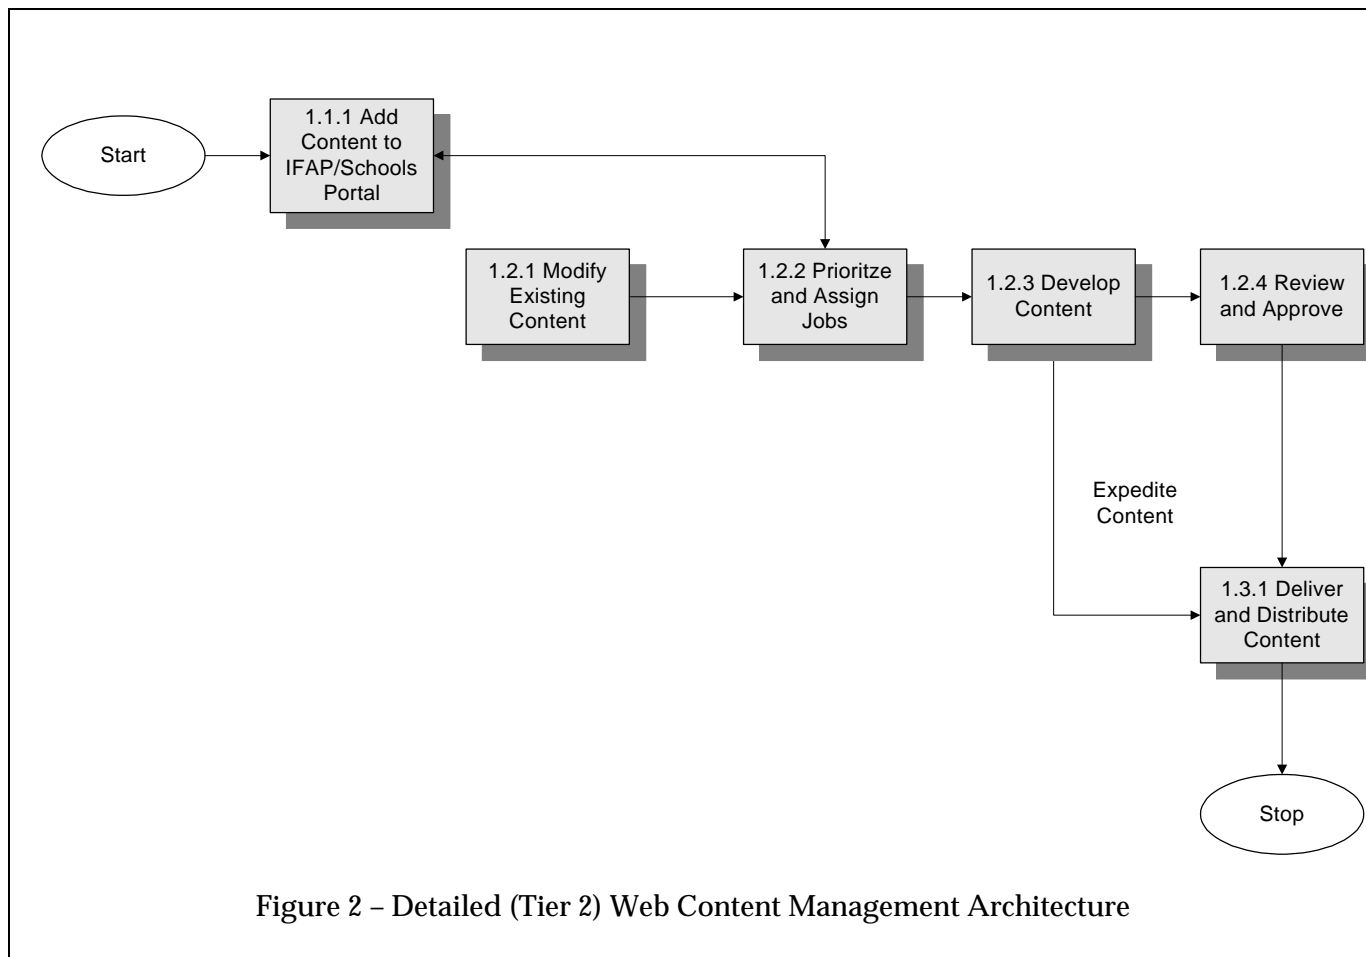 Start
1.1.1 Add
Content to
IFAP/Schools
Portal
1.2.1 Modify
Existing
Content
1.2.2 Prioritze
and Assign
Jobs
1.2.3 Develop
Content
1.2.4 Review
and Approve
Expedite
Content
1.3.1 Deliver
and Distribute
Content
Stop
Figure 2 – Detailed (Tier 2) Web Content Management Architecture